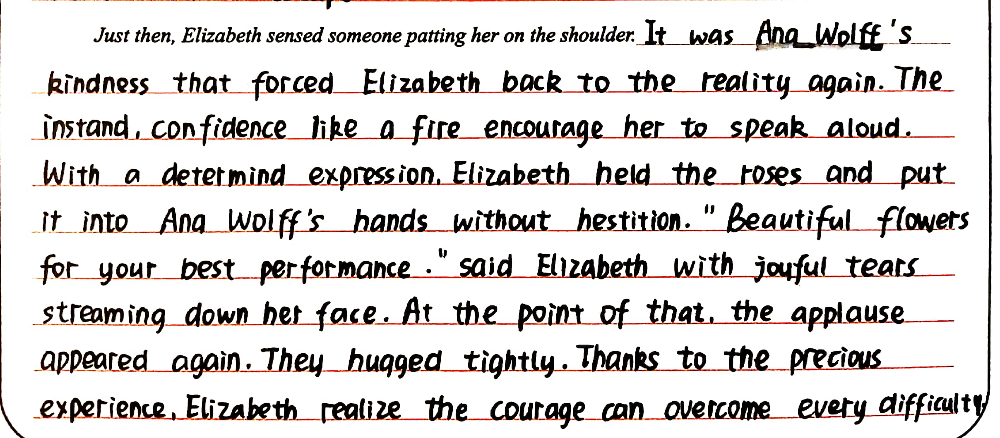 Just then, Elizabeth sensed someone patting her on the shoulder. It was Ana Wolff's
kindness that forced Elizabeth back to the reality again. The
instand, confidence like a fire encourage her to speak aloud.
With a determind expression, Elizabeth held the roses and put
it into Ana Wolff's hands without hestition. "Beautiful flowers
for your best performance." said Elizabeth with joyful tears
streaming down her face. At the point of that, the applause
appeared again. They hugged tightly. Thanks to the precious
experience, Elizabeth realize the courage can overcome every difficulty